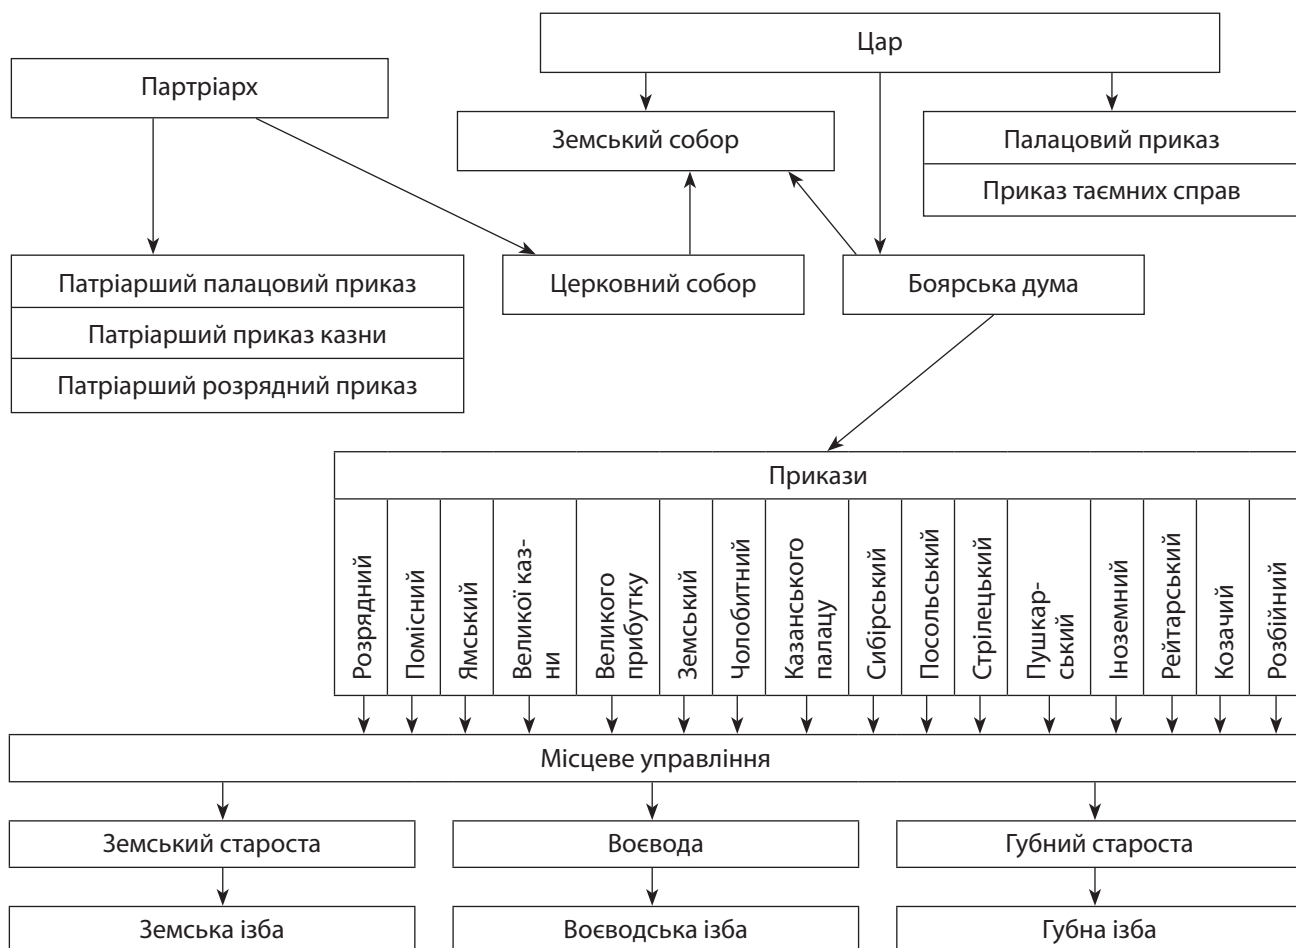 Цар
Партріарх
Земський собор
Палацовий приказ
Приказ таємних справ
Патріарший палацовий приказ
Патріарший приказ казни
Патріарший розрядний приказ
Церковний собор
Боярська дума
Прикази
Розрядний
Помісний
Ямський
Великої каз-
ни
Великого
прибутку
Земський
Чолобитний
Казанського
палацу
Сибірський
Посольський
Стрілецький
Пушкар-
ський
Іноземний
Рейтарський
Козачий
Розбійний
Місцеве управління
Земський староста
Воєвода
Губний староста
Земська ізба
Воєводська ізба
Губна ізба